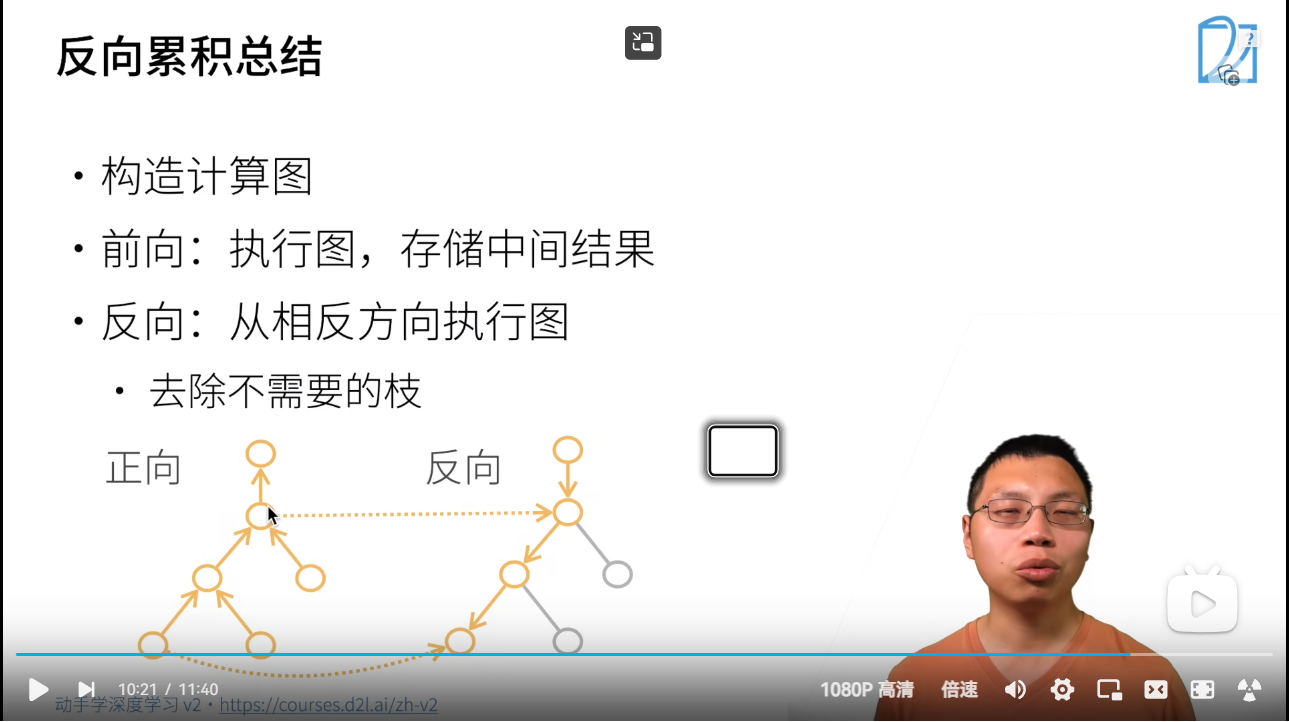 反向累积总结
• 构造计算图
• 前向：执行图，存储中间结果
• 反向：从相反方向执行图
• 去除不需要的枝
正向
反向
10:21 / 11:40
1080P 高清
倍速
动手学深度学习 v2 • https://courses.d2l.ai/zh-v2